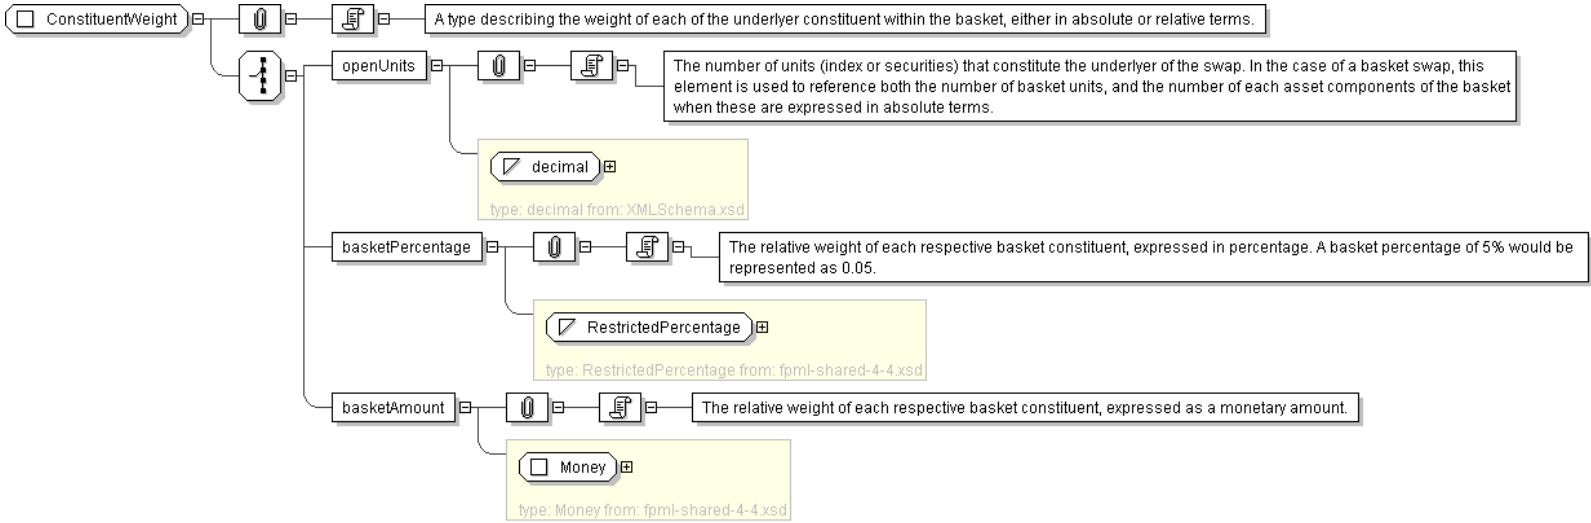 ConstituentWeight
A type describing the weight of each of the underlyer constituent within the basket, either in absolute or relative terms.
openUnits
The number of units (index or securities) that constitute the underlyer of the swap. In the case of a basket swap, this
element is used to reference both the number of basket units, and the number of each asset components of the basket
when these are expressed in absolute terms.
decimal
type: decimal from: XMLSchema.xsd
basketPercentage
The relative weight of each respective basket constituent, expressed in percentage. A basket percentage of 5% would be
represented as 0.05.
RestrictedPercentage
type: RestrictedPercentage from: fpml-shared-4-4.xsd
basketAmount
The relative weight of each respective basket constituent, expressed as a monetary amount.
Money
type: Money from: fpml-shared-4-4.xsd